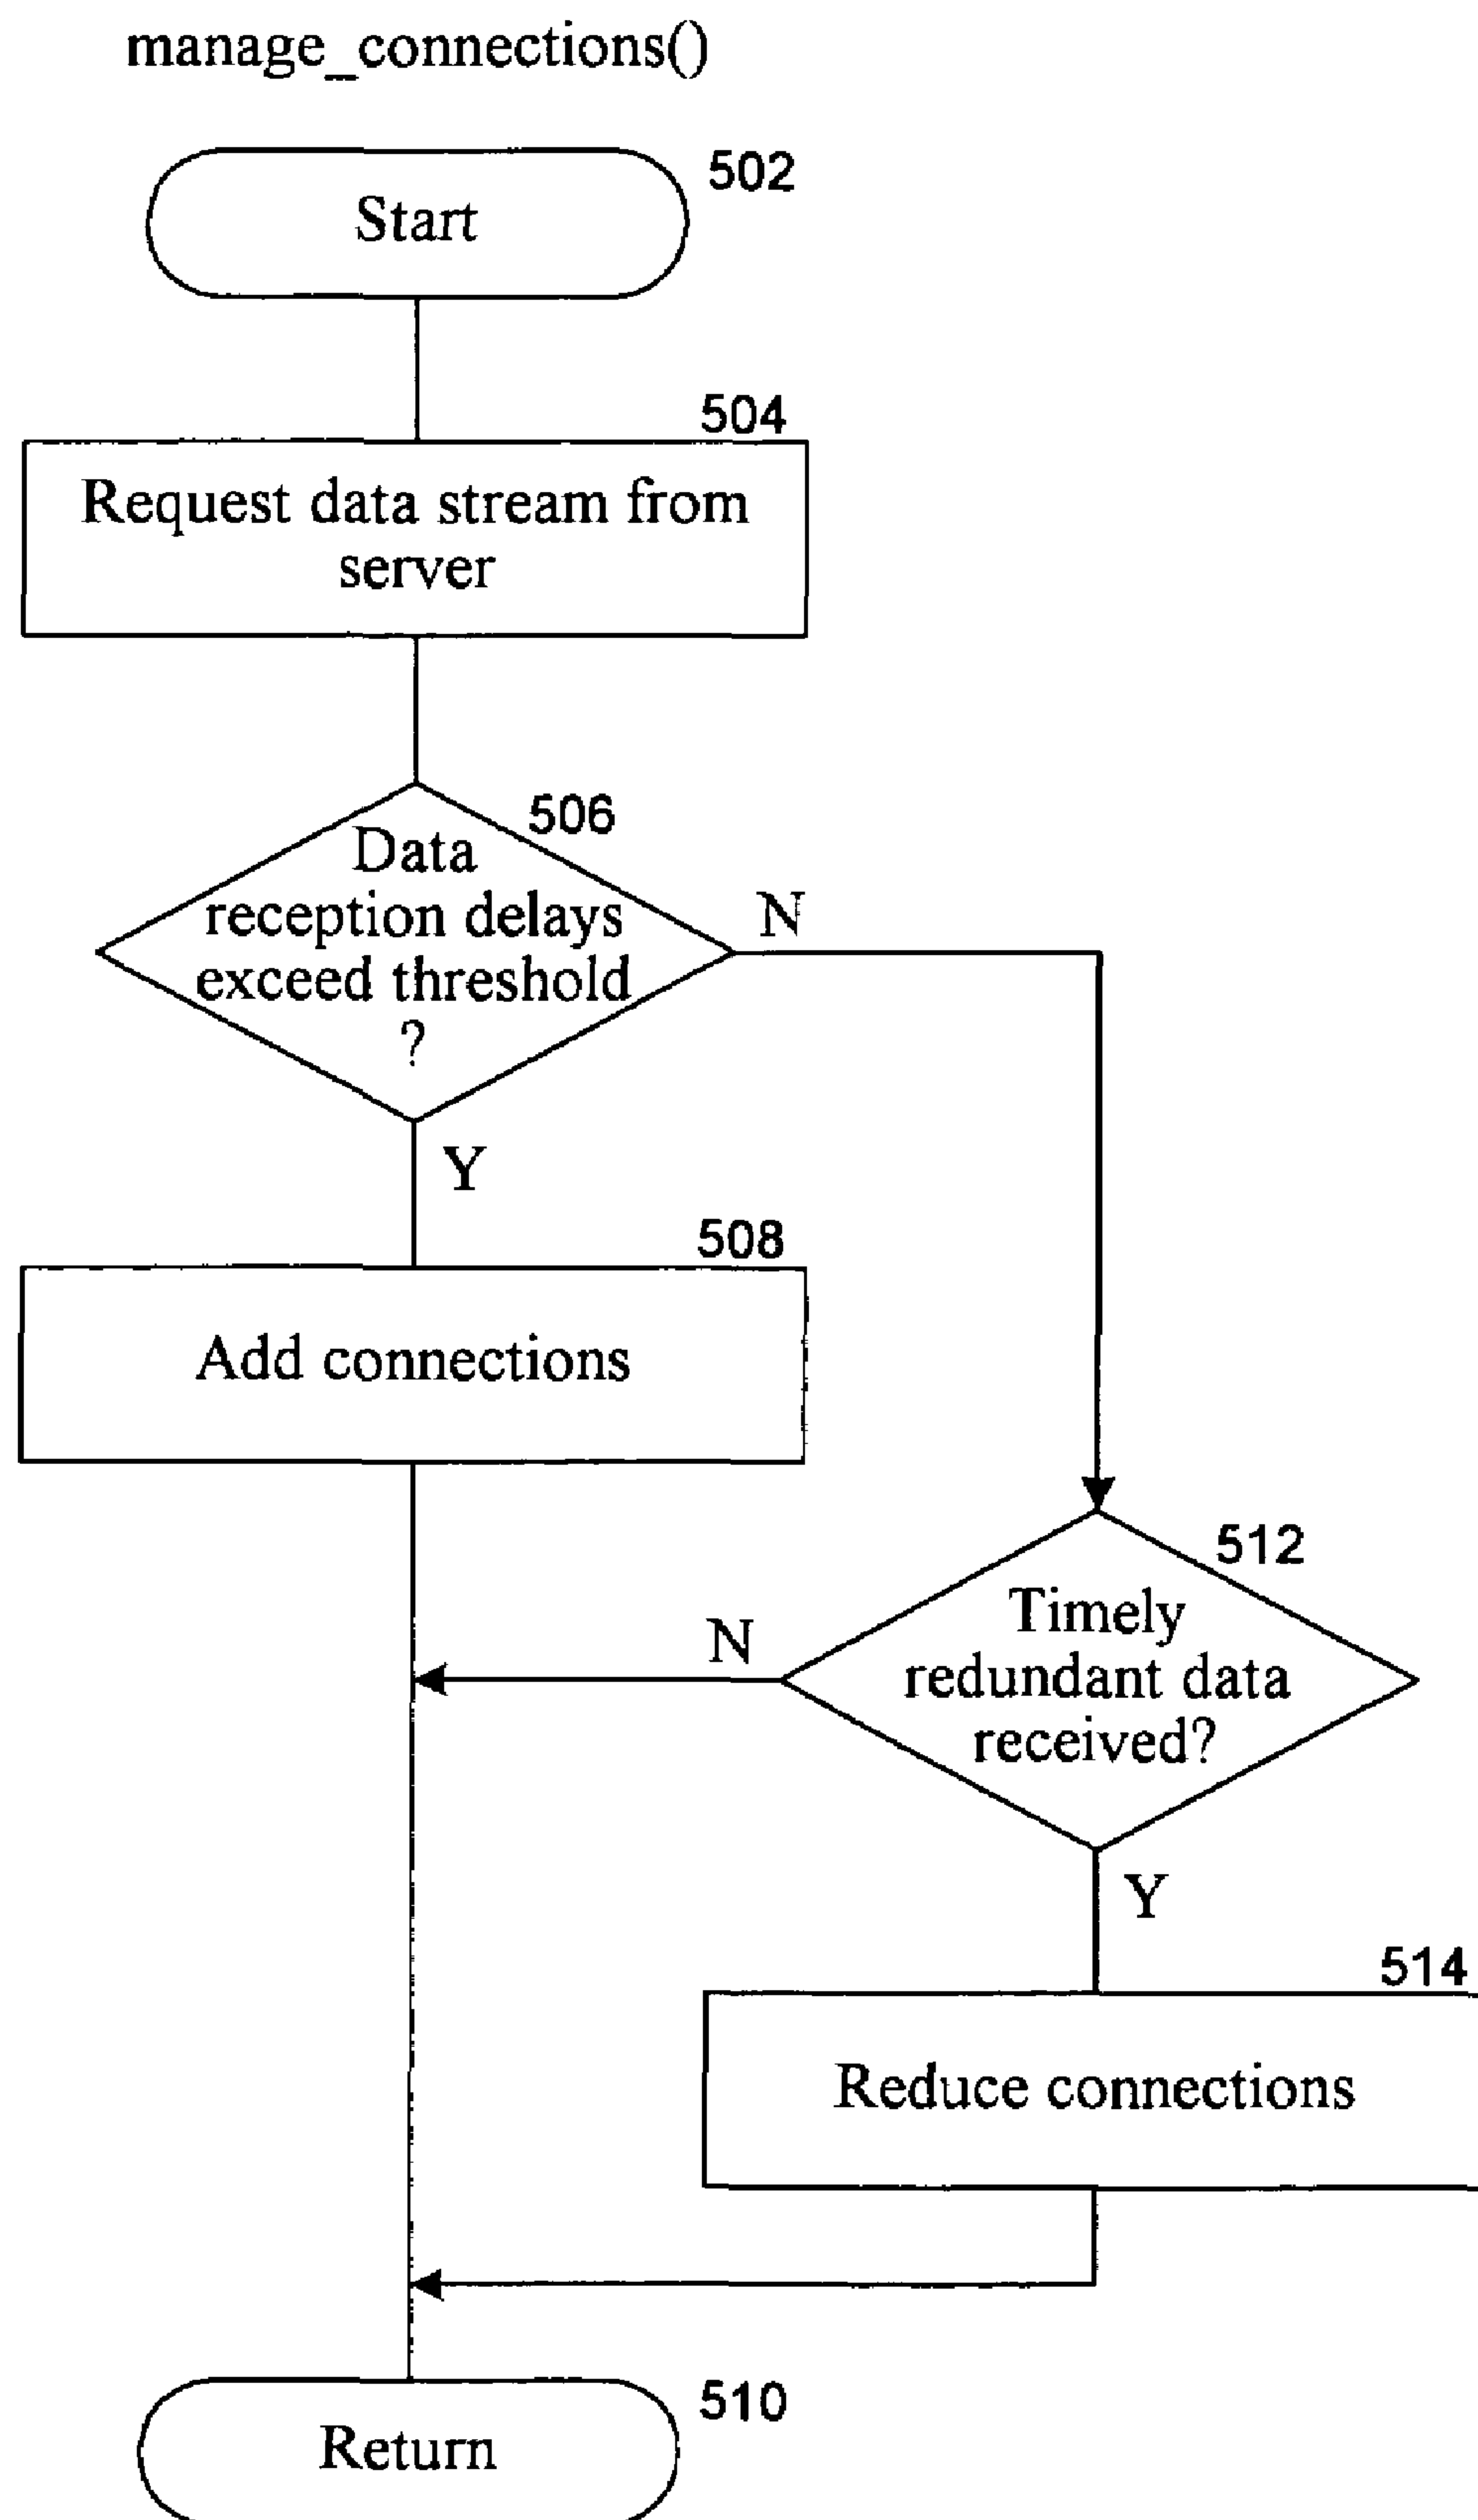 manage_connections()
502
Start
504
Request data stream from
server
506
Data
reception delays
exceed threshold
?
N
Y
508
Add connections
512
Timely
redundant data
received?
N
Y
514
Reduce connections
510
Return